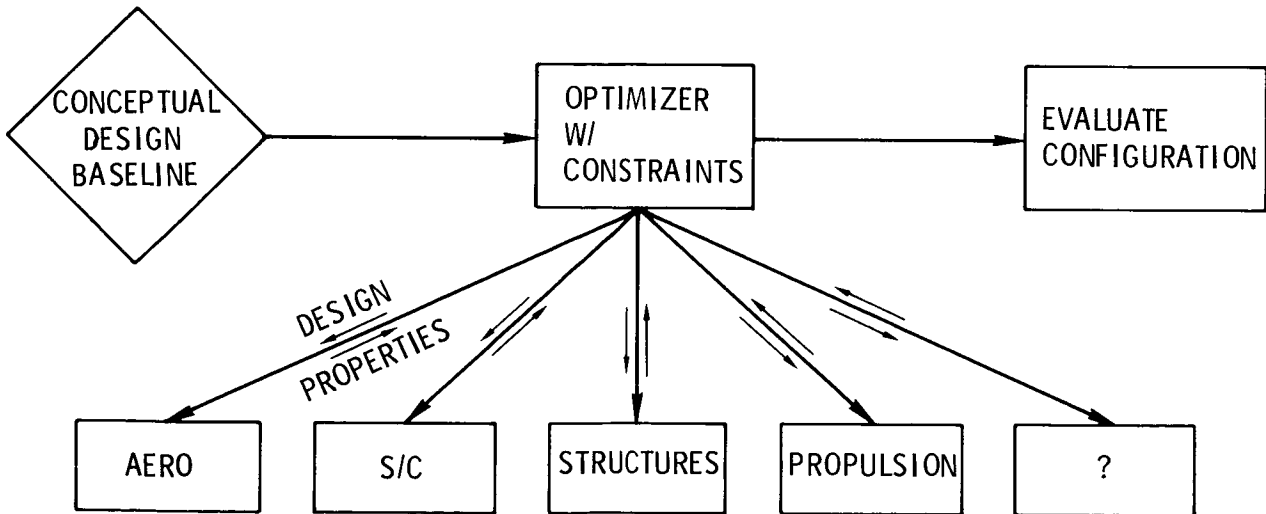 CONCEPTUAL
DESIGN
BASELINE
OPTIMIZER
W/
CONSTRAINTS
EVALUATE
CONFIGURATION
DESIGN
PROPERTIES
AERO
S/C
STRUCTURES
PROPULSION
?